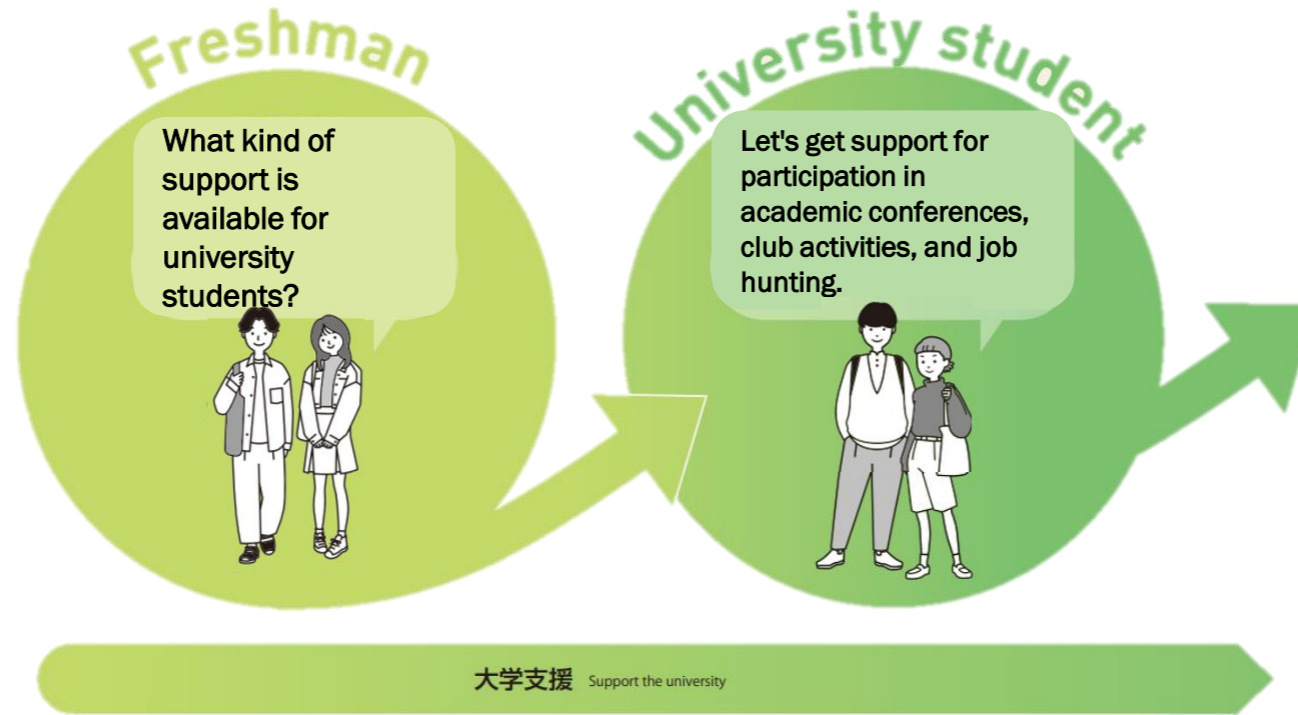 Freshman
What kind of
support is
available for
university
students?
University student
Let's get support for
participation in
academic conferences,
club activities, and job
hunting.
大学支援 Support the university